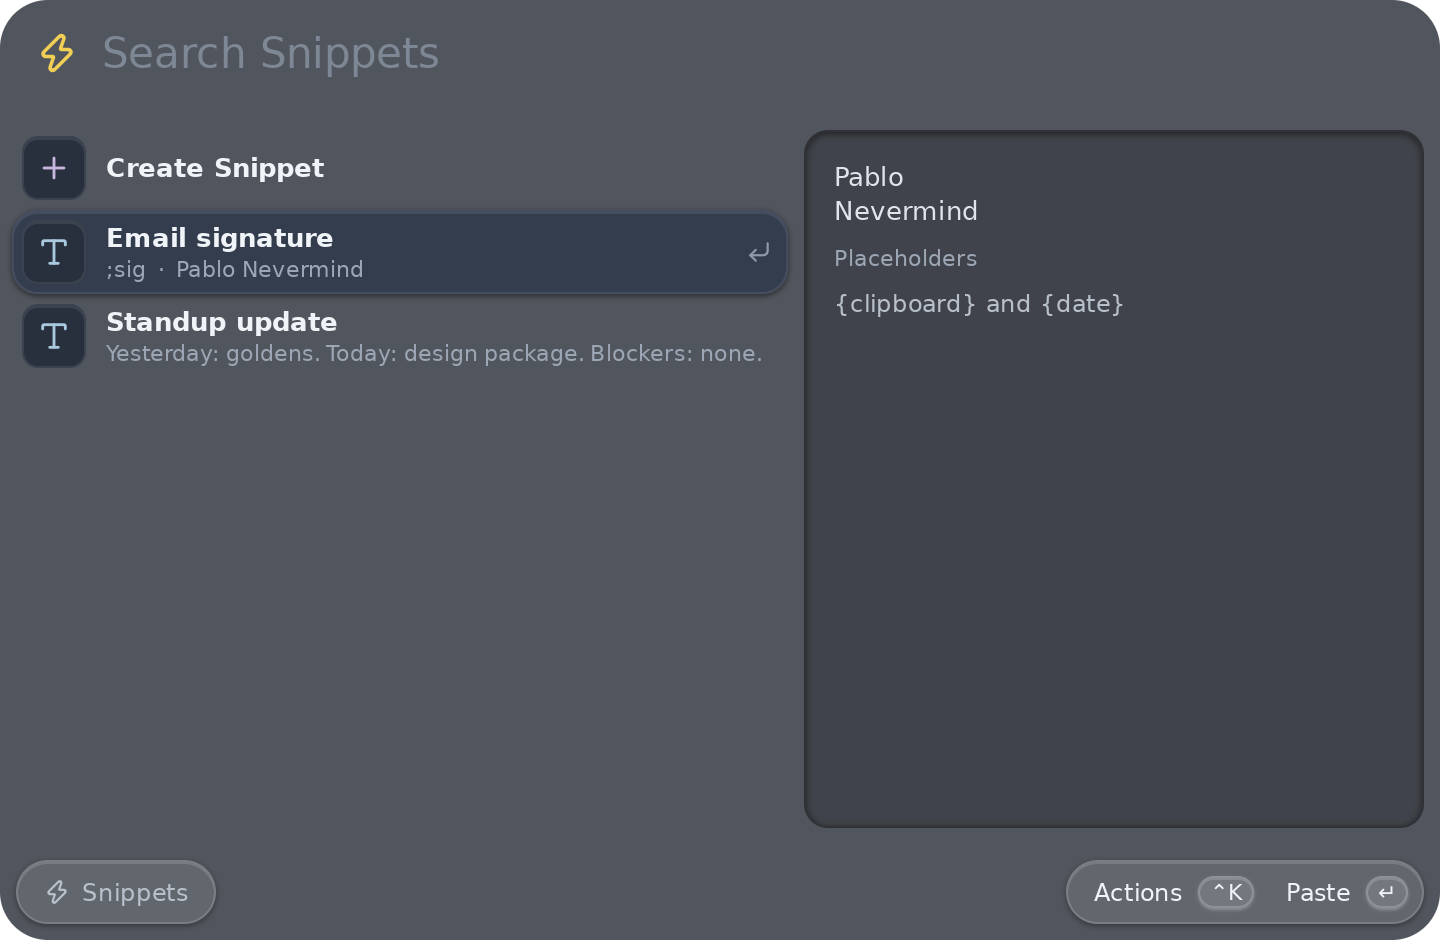 Search Snippets
Create Snippet
Email signature
;sig · Pablo Nevermind
Standup update
Yesterday: goldens. Today: design package. Blockers: none.
Pablo
Nevermind
Placeholders
{clipboard} and {date}
Snippets
Actions ^K Paste ↵